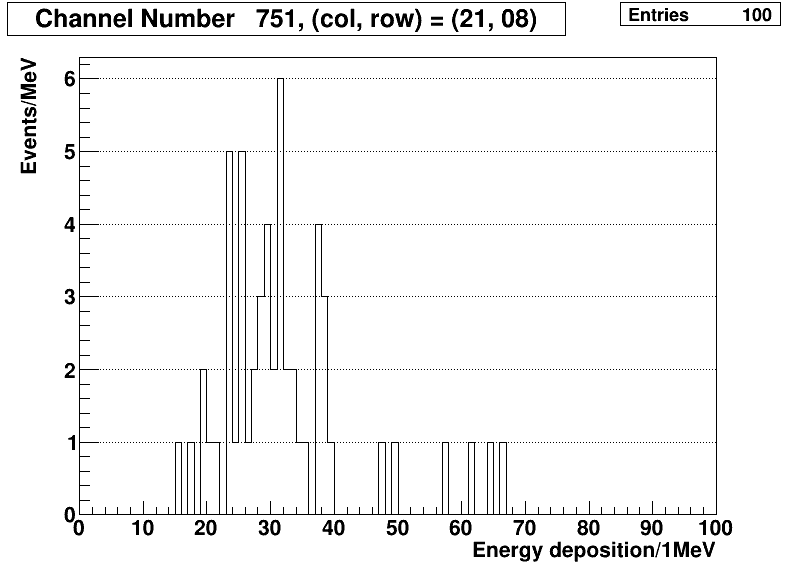 Channel Number 751, (col, row) = (21, 08)
Entries 100
Events/MeV
6
5
4
3
2
1
0
0 10 20 30 40 50 60 70 80 90 100
Energy deposition/1MeV